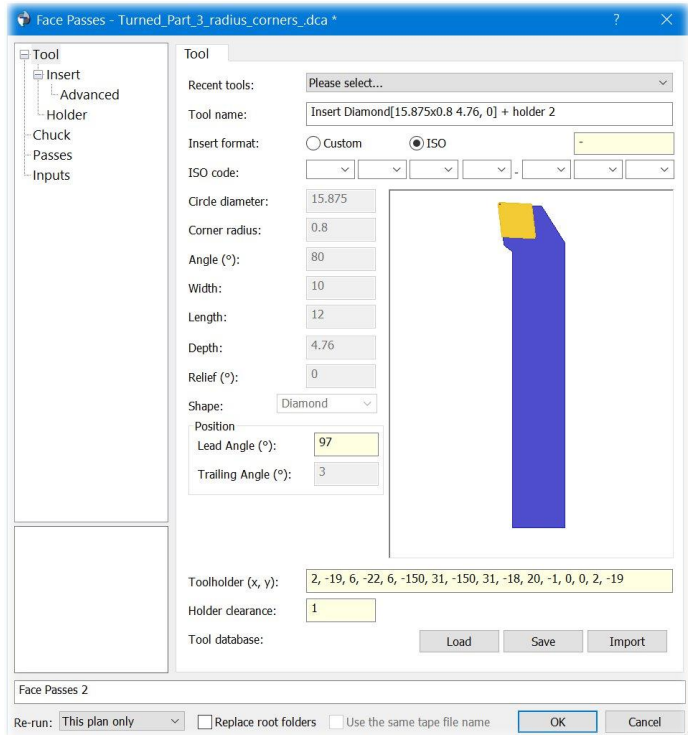 Face Passes - Turned_Part_3_radius_corners_.dca *
? ×
Tool
Insert
Advanced
Holder
Chuck
Passes
Inputs
Tool
Recent tools: Please select...
Tool name: Insert Diamond[15.875x0.8 4.76, 0] + holder 2
Insert format: Custom ISO -
ISO code: -
Circle diameter: 15.875
Corner radius: 0.8
Angle (º): 80
Width: 10
Length: 12
Depth: 4.76
Relief (º): 0
Shape: Diamond
Position
Lead Angle (º): 97
Trailing Angle (º): 3
Toolholder (x, y): 2, -19, 6, -22, 6, -150, 31, -150, 31, -18, 20, -1, 0, 0, 2, -19
Holder clearance: 1
Tool database: Load Save Import
Face Passes 2
Re-run: This plan only Replace root folders Use the same tape file name OK Cancel